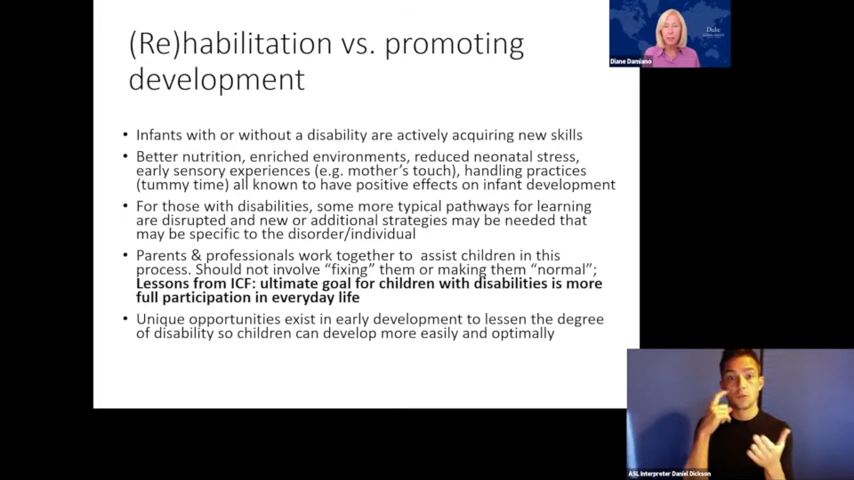 (Re)habilitation vs. promoting
development
• Infants with or without a disability are actively acquiring new skills
• Better nutrition, enriched environments, reduced neonatal stress,
early sensory experiences (e.g. mother's touch), handling practices
(tummy time) all known to have positive effects on infant development
• For those with disabilities, some more typical pathways for learning
are disrupted and new or additional strategies may be needed that
may be specific to the disorder/individual
• Parents & professionals work together to assist children in this
process. Should not involve "fixing" them or making them "normal";
Lessons from ICF: ultimate goal for children with disabilities is more
full participation in everyday life
• Unique opportunities exist in early development to lessen the degree
of disability so children can develop more easily and optimally
Duke
Diane Damiano
ASL Interpreter Daniel Dickson